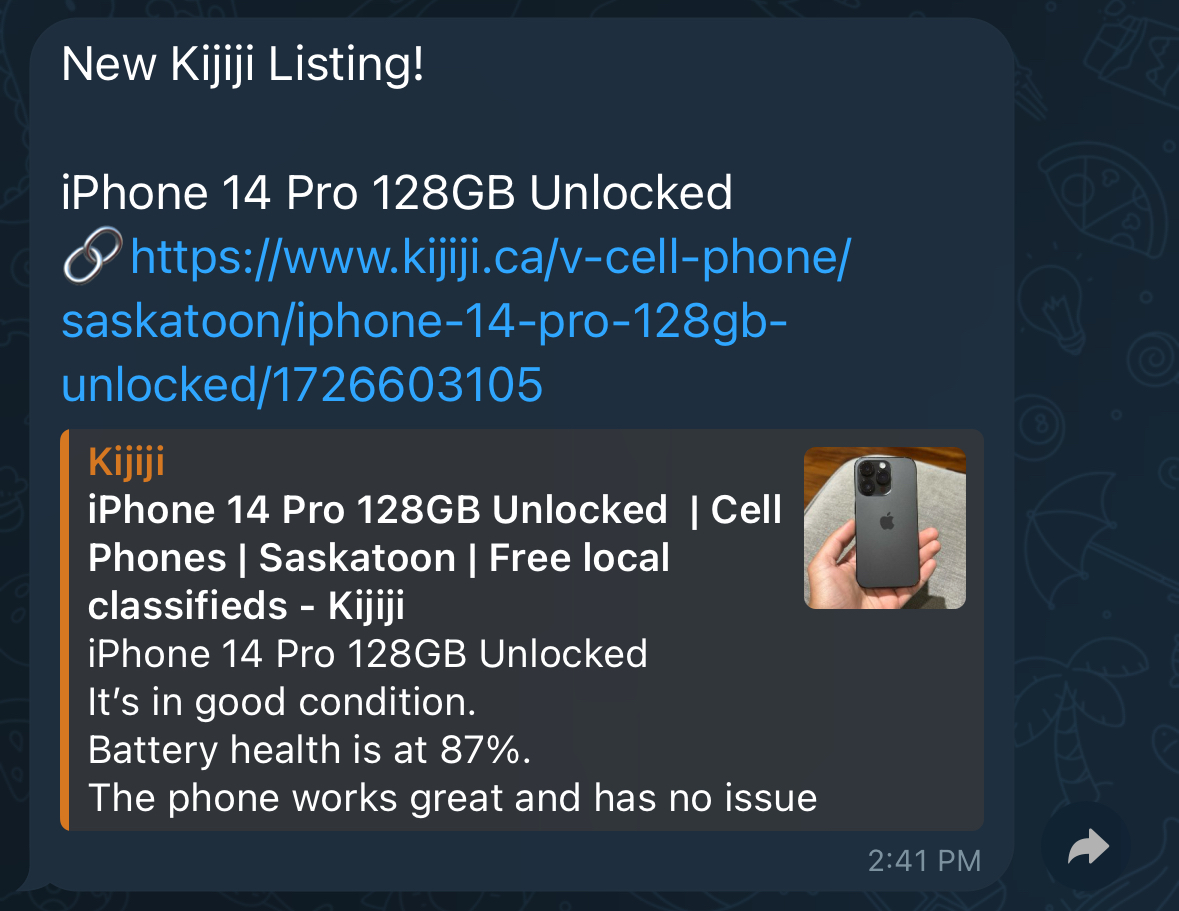 New Kijiji Listing!
iPhone 14 Pro 128GB Unlocked
https://www.kijiji.ca/v-cell-phone/
saskatoon/iphone-14-pro-128gb-
unlocked/1726603105
Kijiji
iPhone 14 Pro 128GB Unlocked | Cell
Phones | Saskatoon | Free local
classifieds - Kijiji
iPhone 14 Pro 128GB Unlocked
It’s in good condition.
Battery health is at 87%.
The phone works great and has no issue
2:41 PM